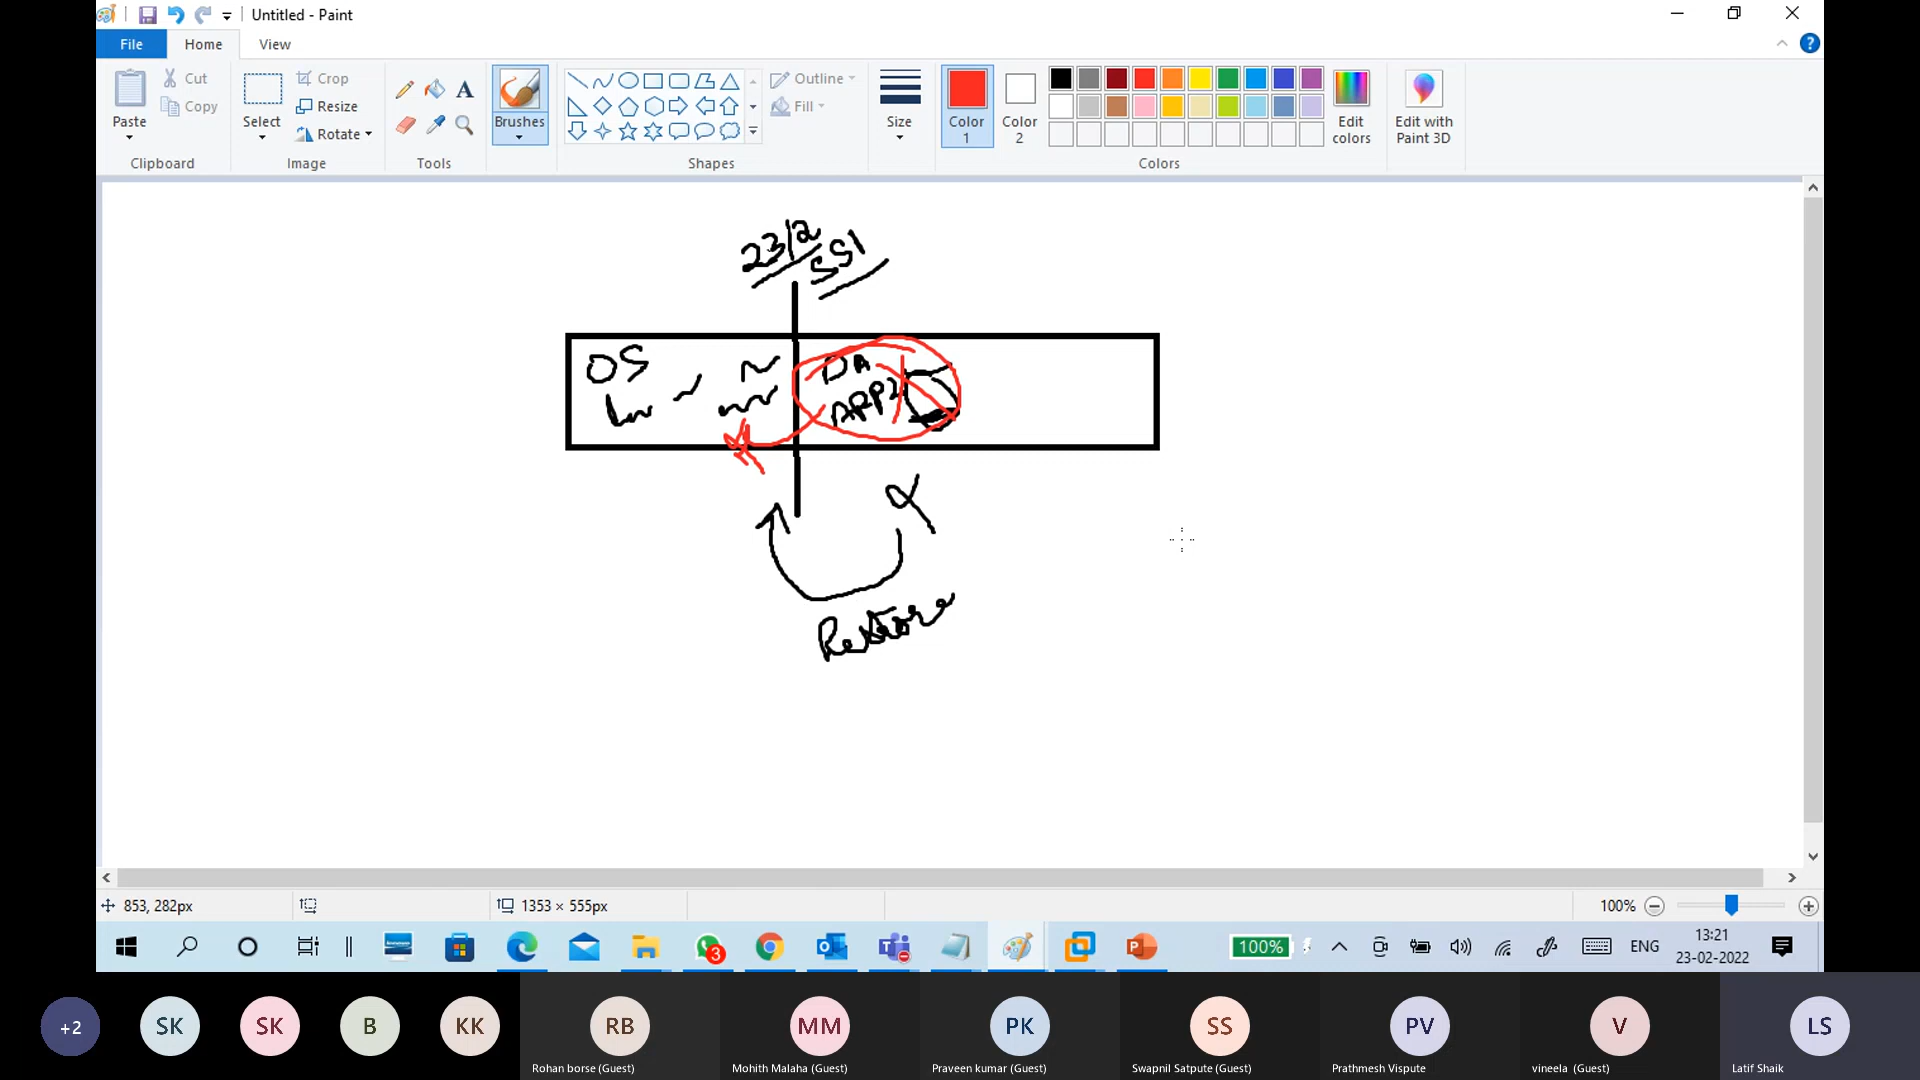 Untitled - Paint
File Home View
Paste
Cut
Copy
Clipboard
Select
Crop
Resize
Rotate
Image
Tools
Brushes
Shapes
Outline
Fill
Size
Color 1
Color 2
Colors
Edit colors
Edit with Paint 3D
23/2
SS1
OS
DA
APP2
Restore
853, 282px
1353 × 555px
100%
3
100%
ENG
13:21
23-02-2022
+2 SK SK B KK RB MM PK SS PV V LS
Rohan borse (Guest) Mohith Malaha (Guest) Praveen kumar (Guest) Swapnil Satpute (Guest) Prathmesh Vispute vineela (Guest) Latif Shaik